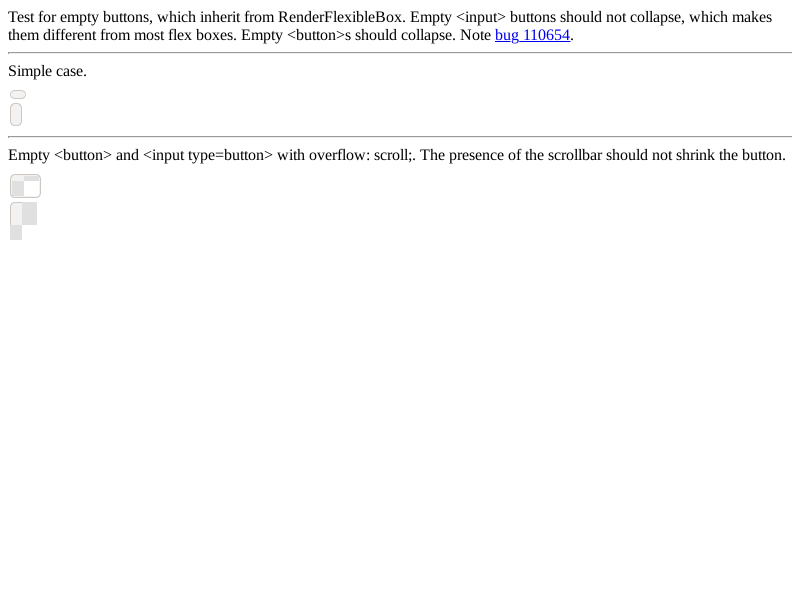 Test for empty buttons, which inherit from RenderFlexibleBox. Empty <input> buttons should not collapse, which makes
them different from most flex boxes. Empty <button>s should collapse. Note bug 110654.
Simple case.
Empty <button> and <input type=button> with overflow: scroll;. The presence of the scrollbar should not shrink the button.